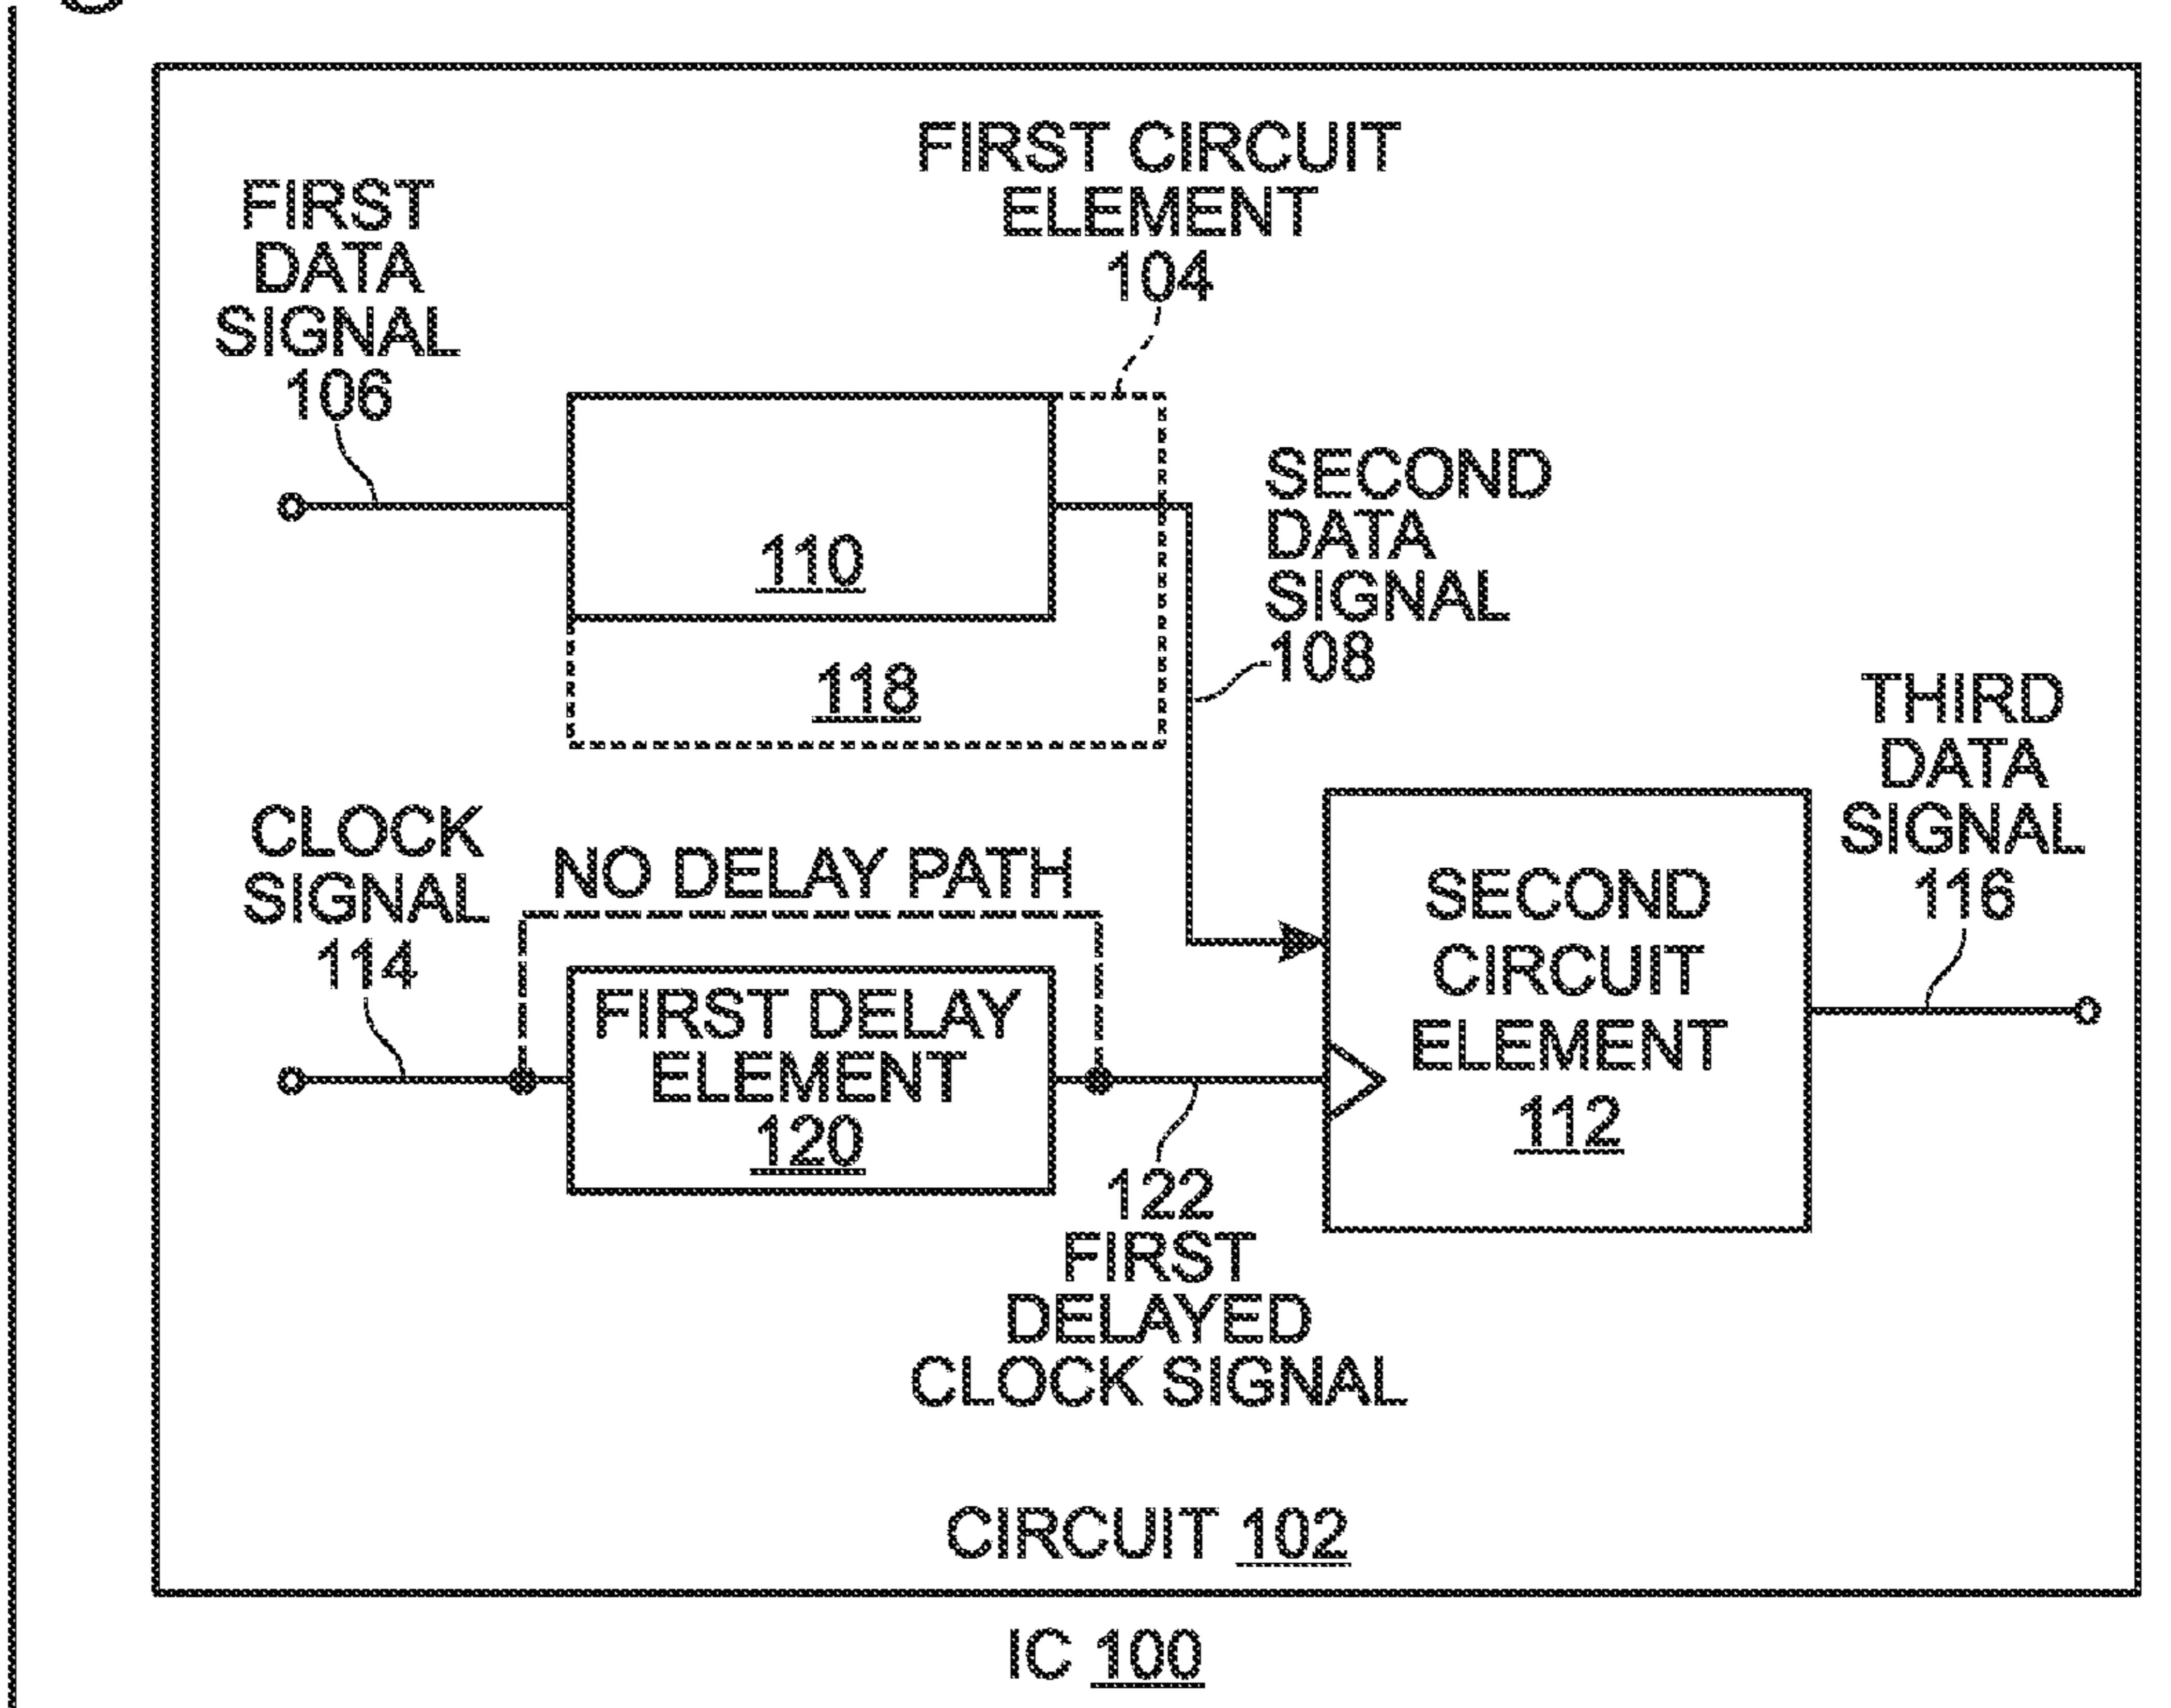 FIRST CIRCUIT
ELEMENT
104
FIRST
DATA
SIGNAL
106
110
118
SECOND
DATA
SIGNAL
108
THIRD
DATA
SIGNAL
116
CLOCK
SIGNAL
114
NO DELAY PATH
FIRST DELAY
ELEMENT
120
SECOND
CIRCUIT
ELEMENT
112
122
FIRST
DELAYED
CLOCK SIGNAL
CIRCUIT 102
IC 100